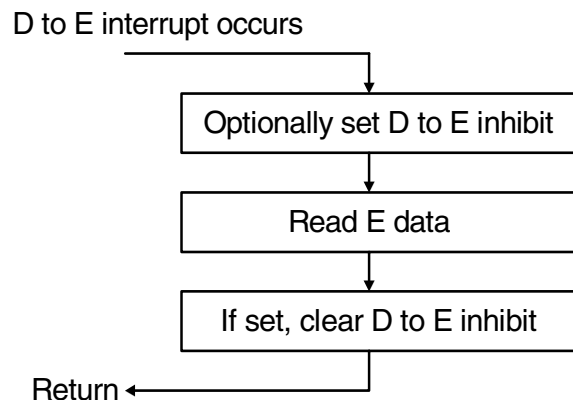 D to E interrupt occurs
Optionally set D to E inhibit
Read E data
If set, clear D to E inhibit
Return